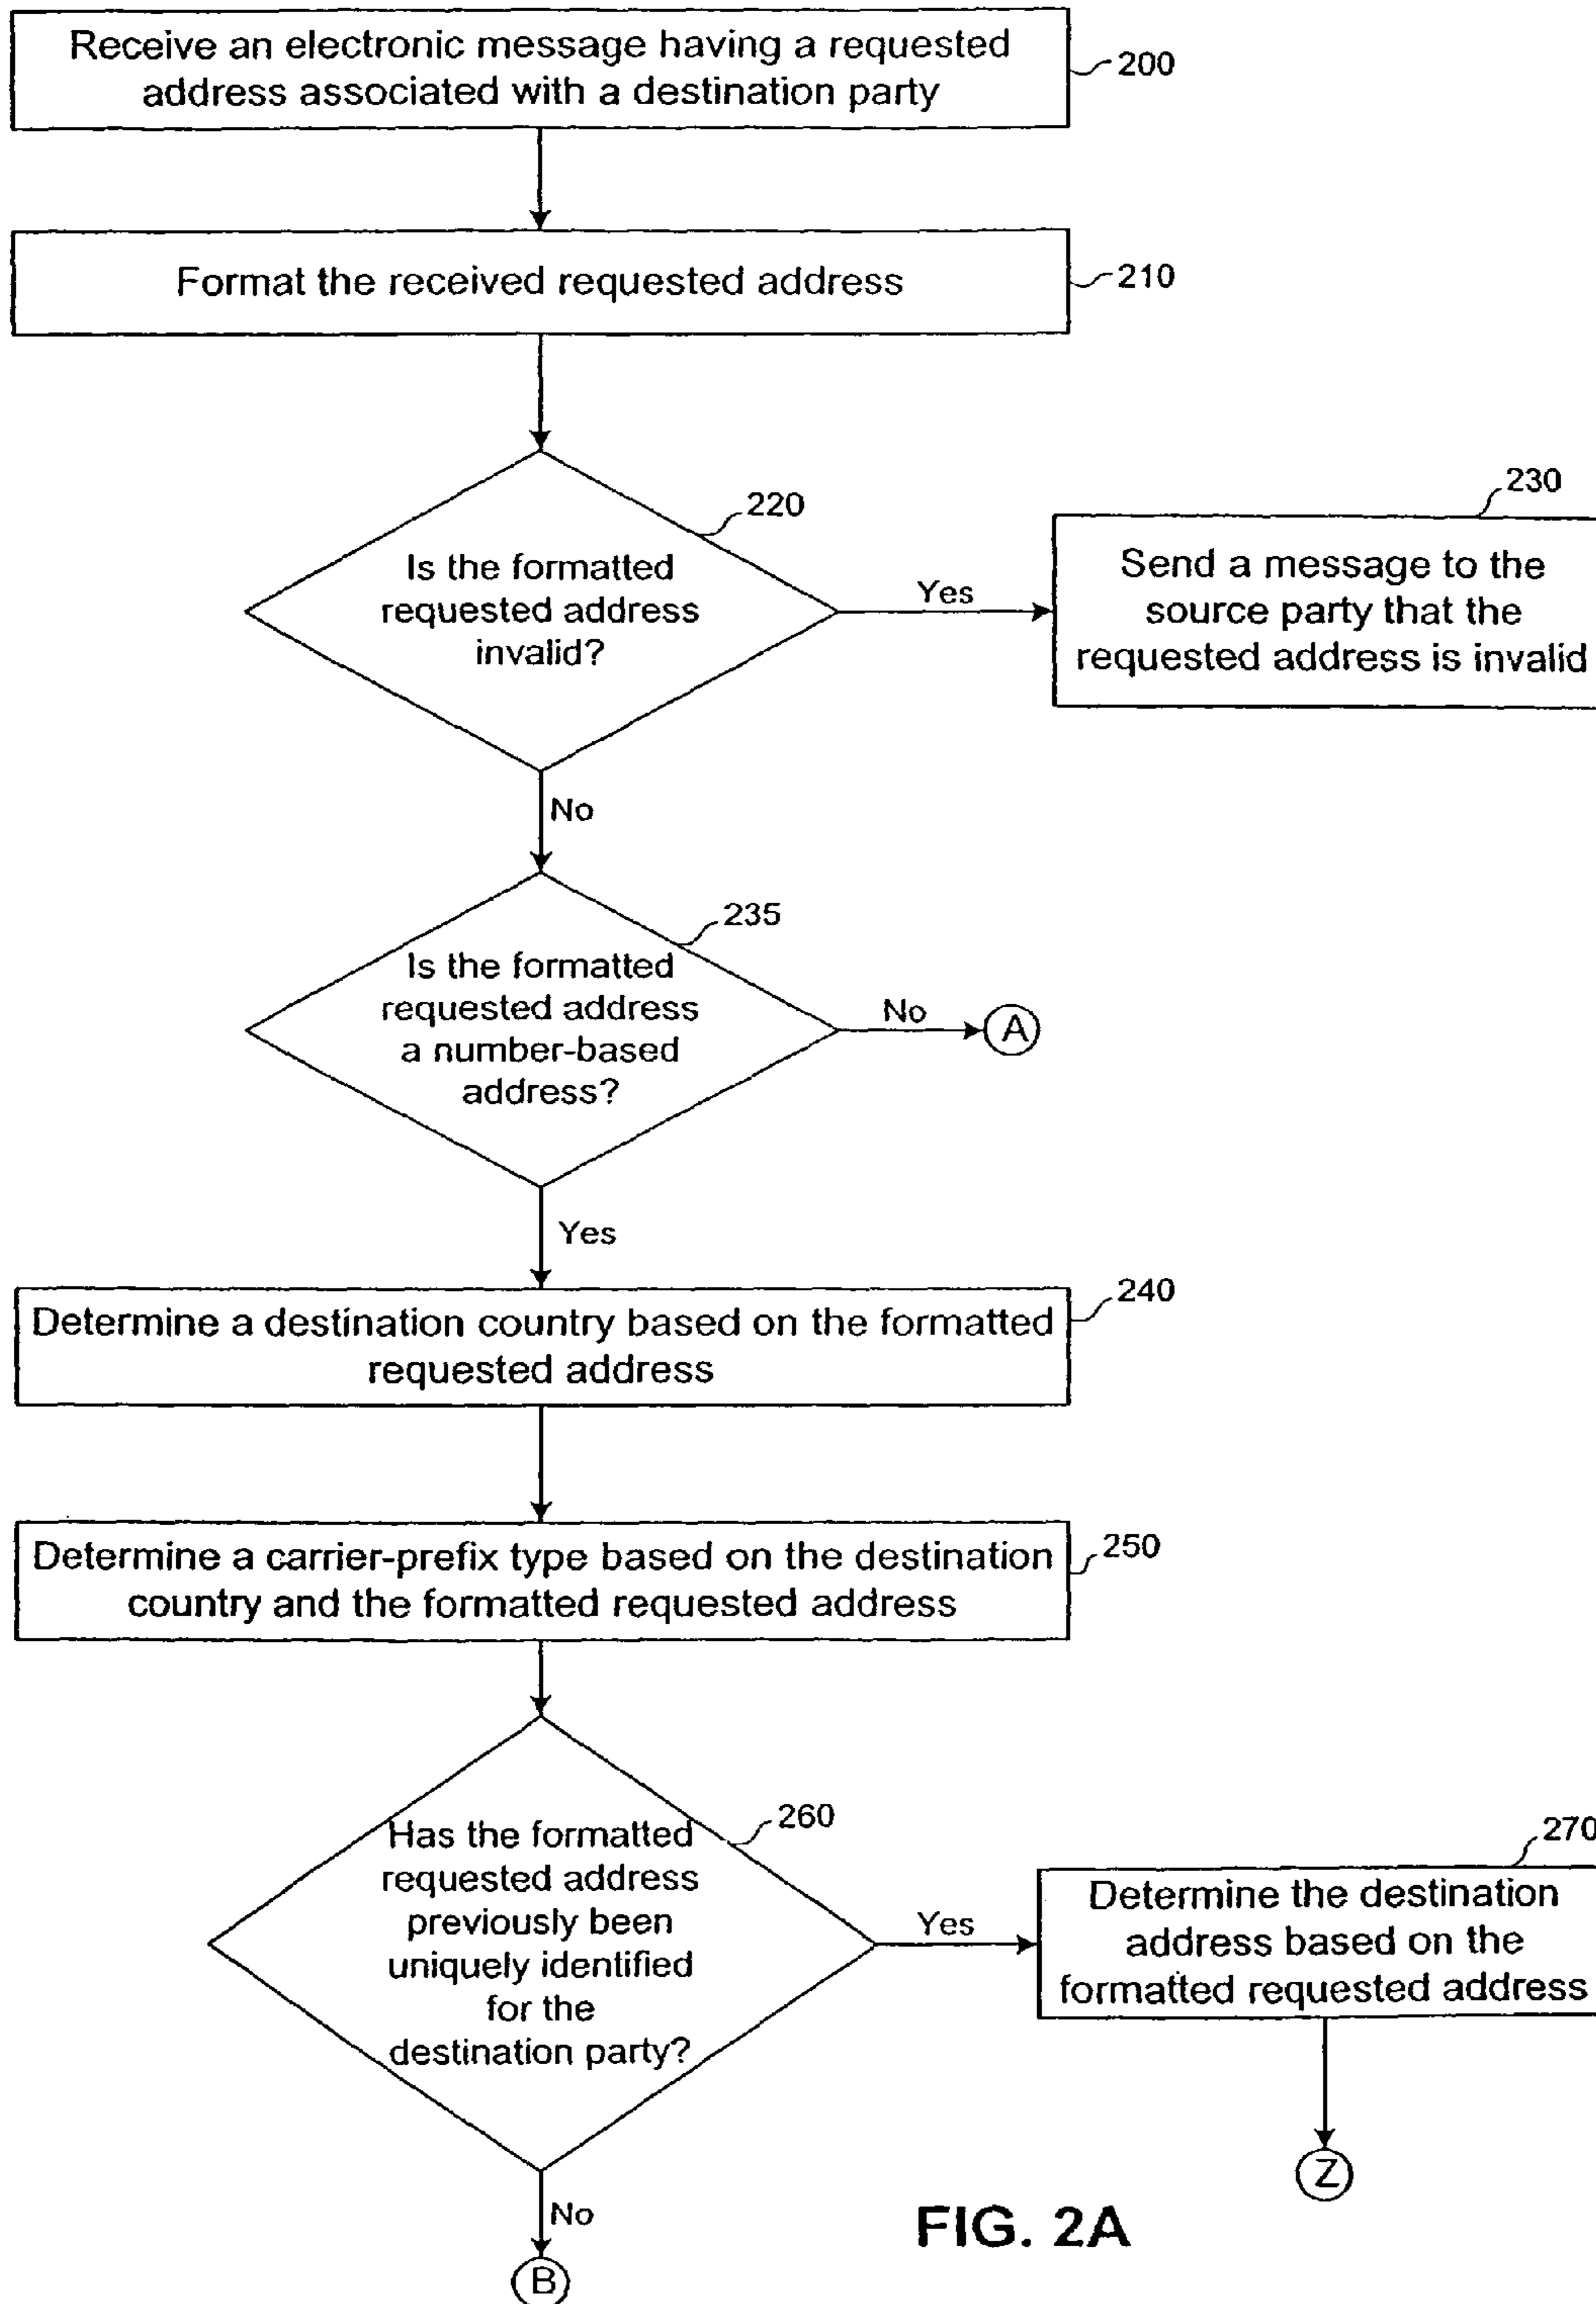 Receive an electronic message having a requested
address associated with a destination party
200
Format the received requested address
210
220
Is the formatted
requested address
invalid?
Yes
230
Send a message to the
source party that the
requested address is invalid
No
235
Is the formatted
requested address
a number-based
address?
No
A
Yes
240
Determine a destination country based on the formatted
requested address
250
Determine a carrier-prefix type based on the destination
country and the formatted requested address
260
Has the formatted
requested address
previously been
uniquely identified
for the
destination party?
Yes
270
Determine the destination
address based on the
formatted requested address
Z
No
B
FIG. 2A